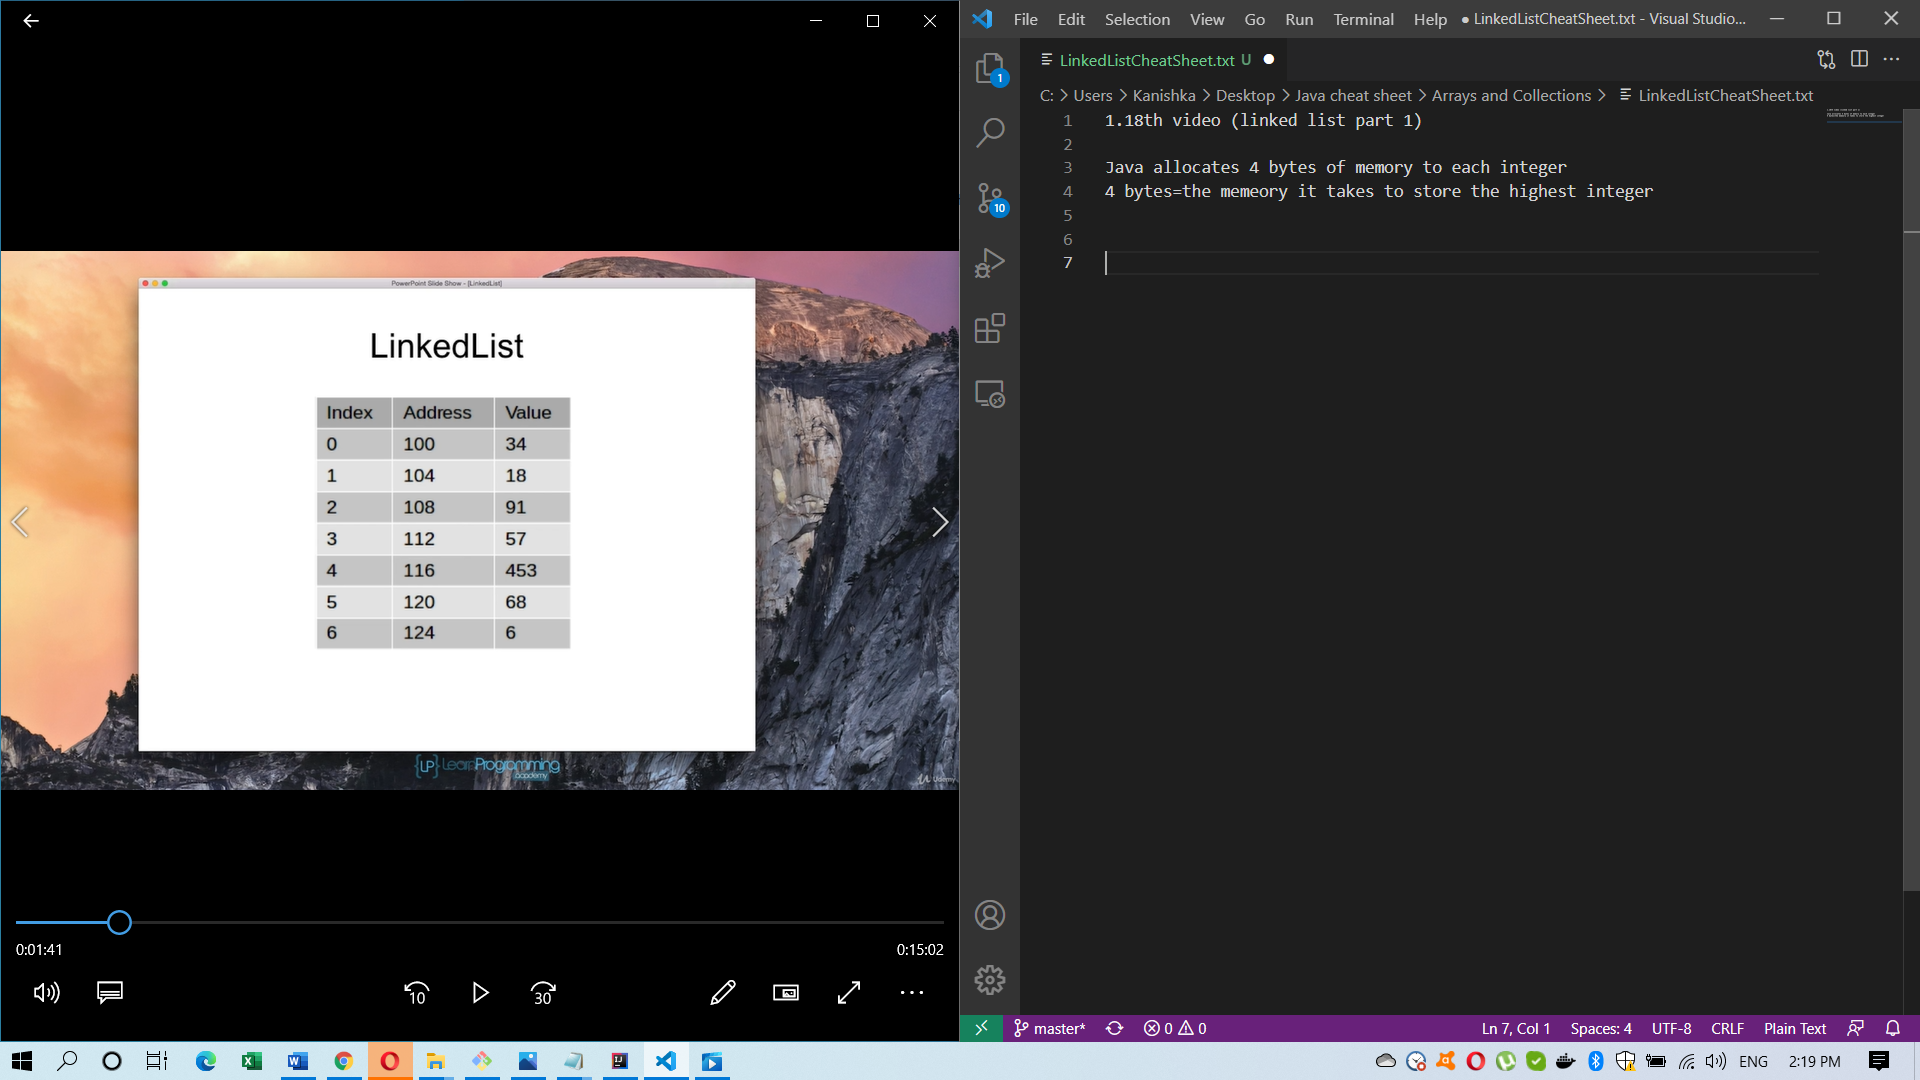 PowerPoint Slide Show - [LinkedList]
LinkedList
Index Address Value
0 100 34
1 104 18
2 108 91
3 112 57
4 116 453
5 120 68
6 124 6
{LP} LearnProgramming
academy
Udemy
0:01:41
0:15:02
10
30
File Edit Selection View Go Run Terminal Help ● LinkedListCheatSheet.txt - Visual Studio...
LinkedListCheatSheet.txt U
C: > Users > Kanishka > Desktop > Java cheat sheet > Arrays and Collections > LinkedListCheatSheet.txt
1 1.18th video (linked list part 1)
2
3 Java allocates 4 bytes of memory to each integer
4 4 bytes=the memeory it takes to store the highest integer
5
6
7
1
10
master* 0 0 Ln 7, Col 1 Spaces: 4 UTF-8 CRLF Plain Text
ENG 2:19 PM